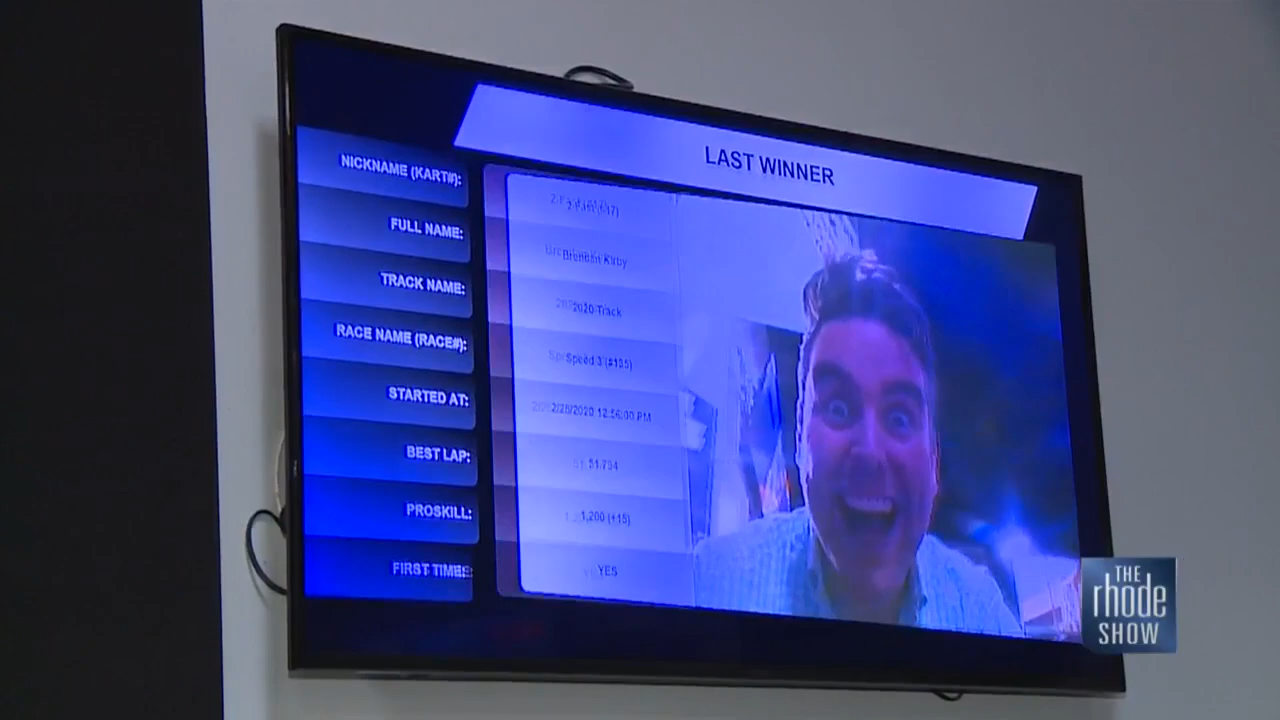 LAST WINNER
NICKNAME (KART#):
FULL NAME: Brendan Kirby
TRACK NAME: 2020 Track
RACE NAME (RACE#): Speed 3 (#135)
STARTED AT: 2/28/2020 12:56:00 PM
BEST LAP: 51.794
PROSKILL: 1,200 (+15)
FIRST TIME: YES
THE
rhode
SHOW